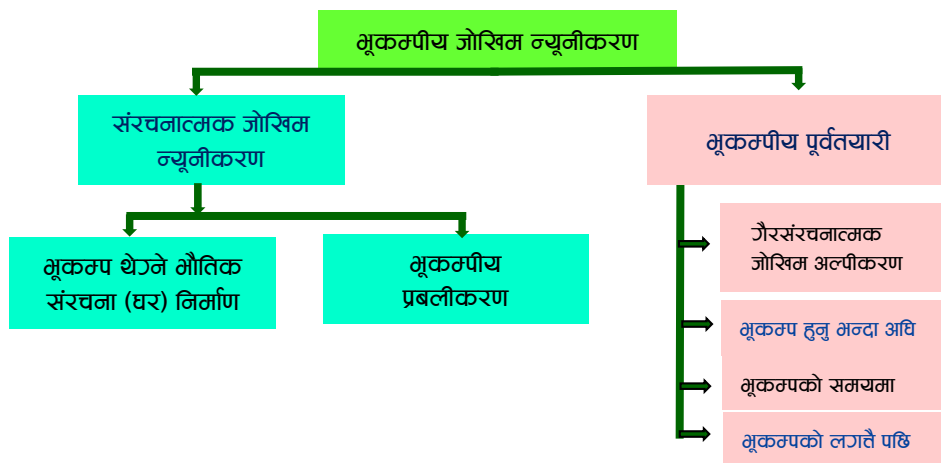 भूकम्पीय जोखिम न्यूनीकरण
संरचनात्मक जोखिम
न्यूनीकरण
भूकम्प थेग्ने भौतिक
संरचना (घर) निर्माण
भूकम्पीय
प्रबलीकरण
भूकम्पीय पूर्वतयारी
गैरसंरचनात्मक
जोखिम अल्पीकरण
भूकम्प हुनु भन्दा अघि
भूकम्पको समयमा
भूकम्पको लगत्तै पछि